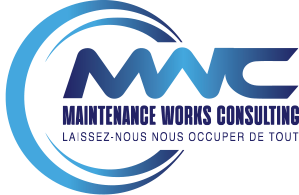 MWC
MAINTENANCE WORKS CONSULTING
LAISSEZ-NOUS NOUS OCCUPER DE TOUT